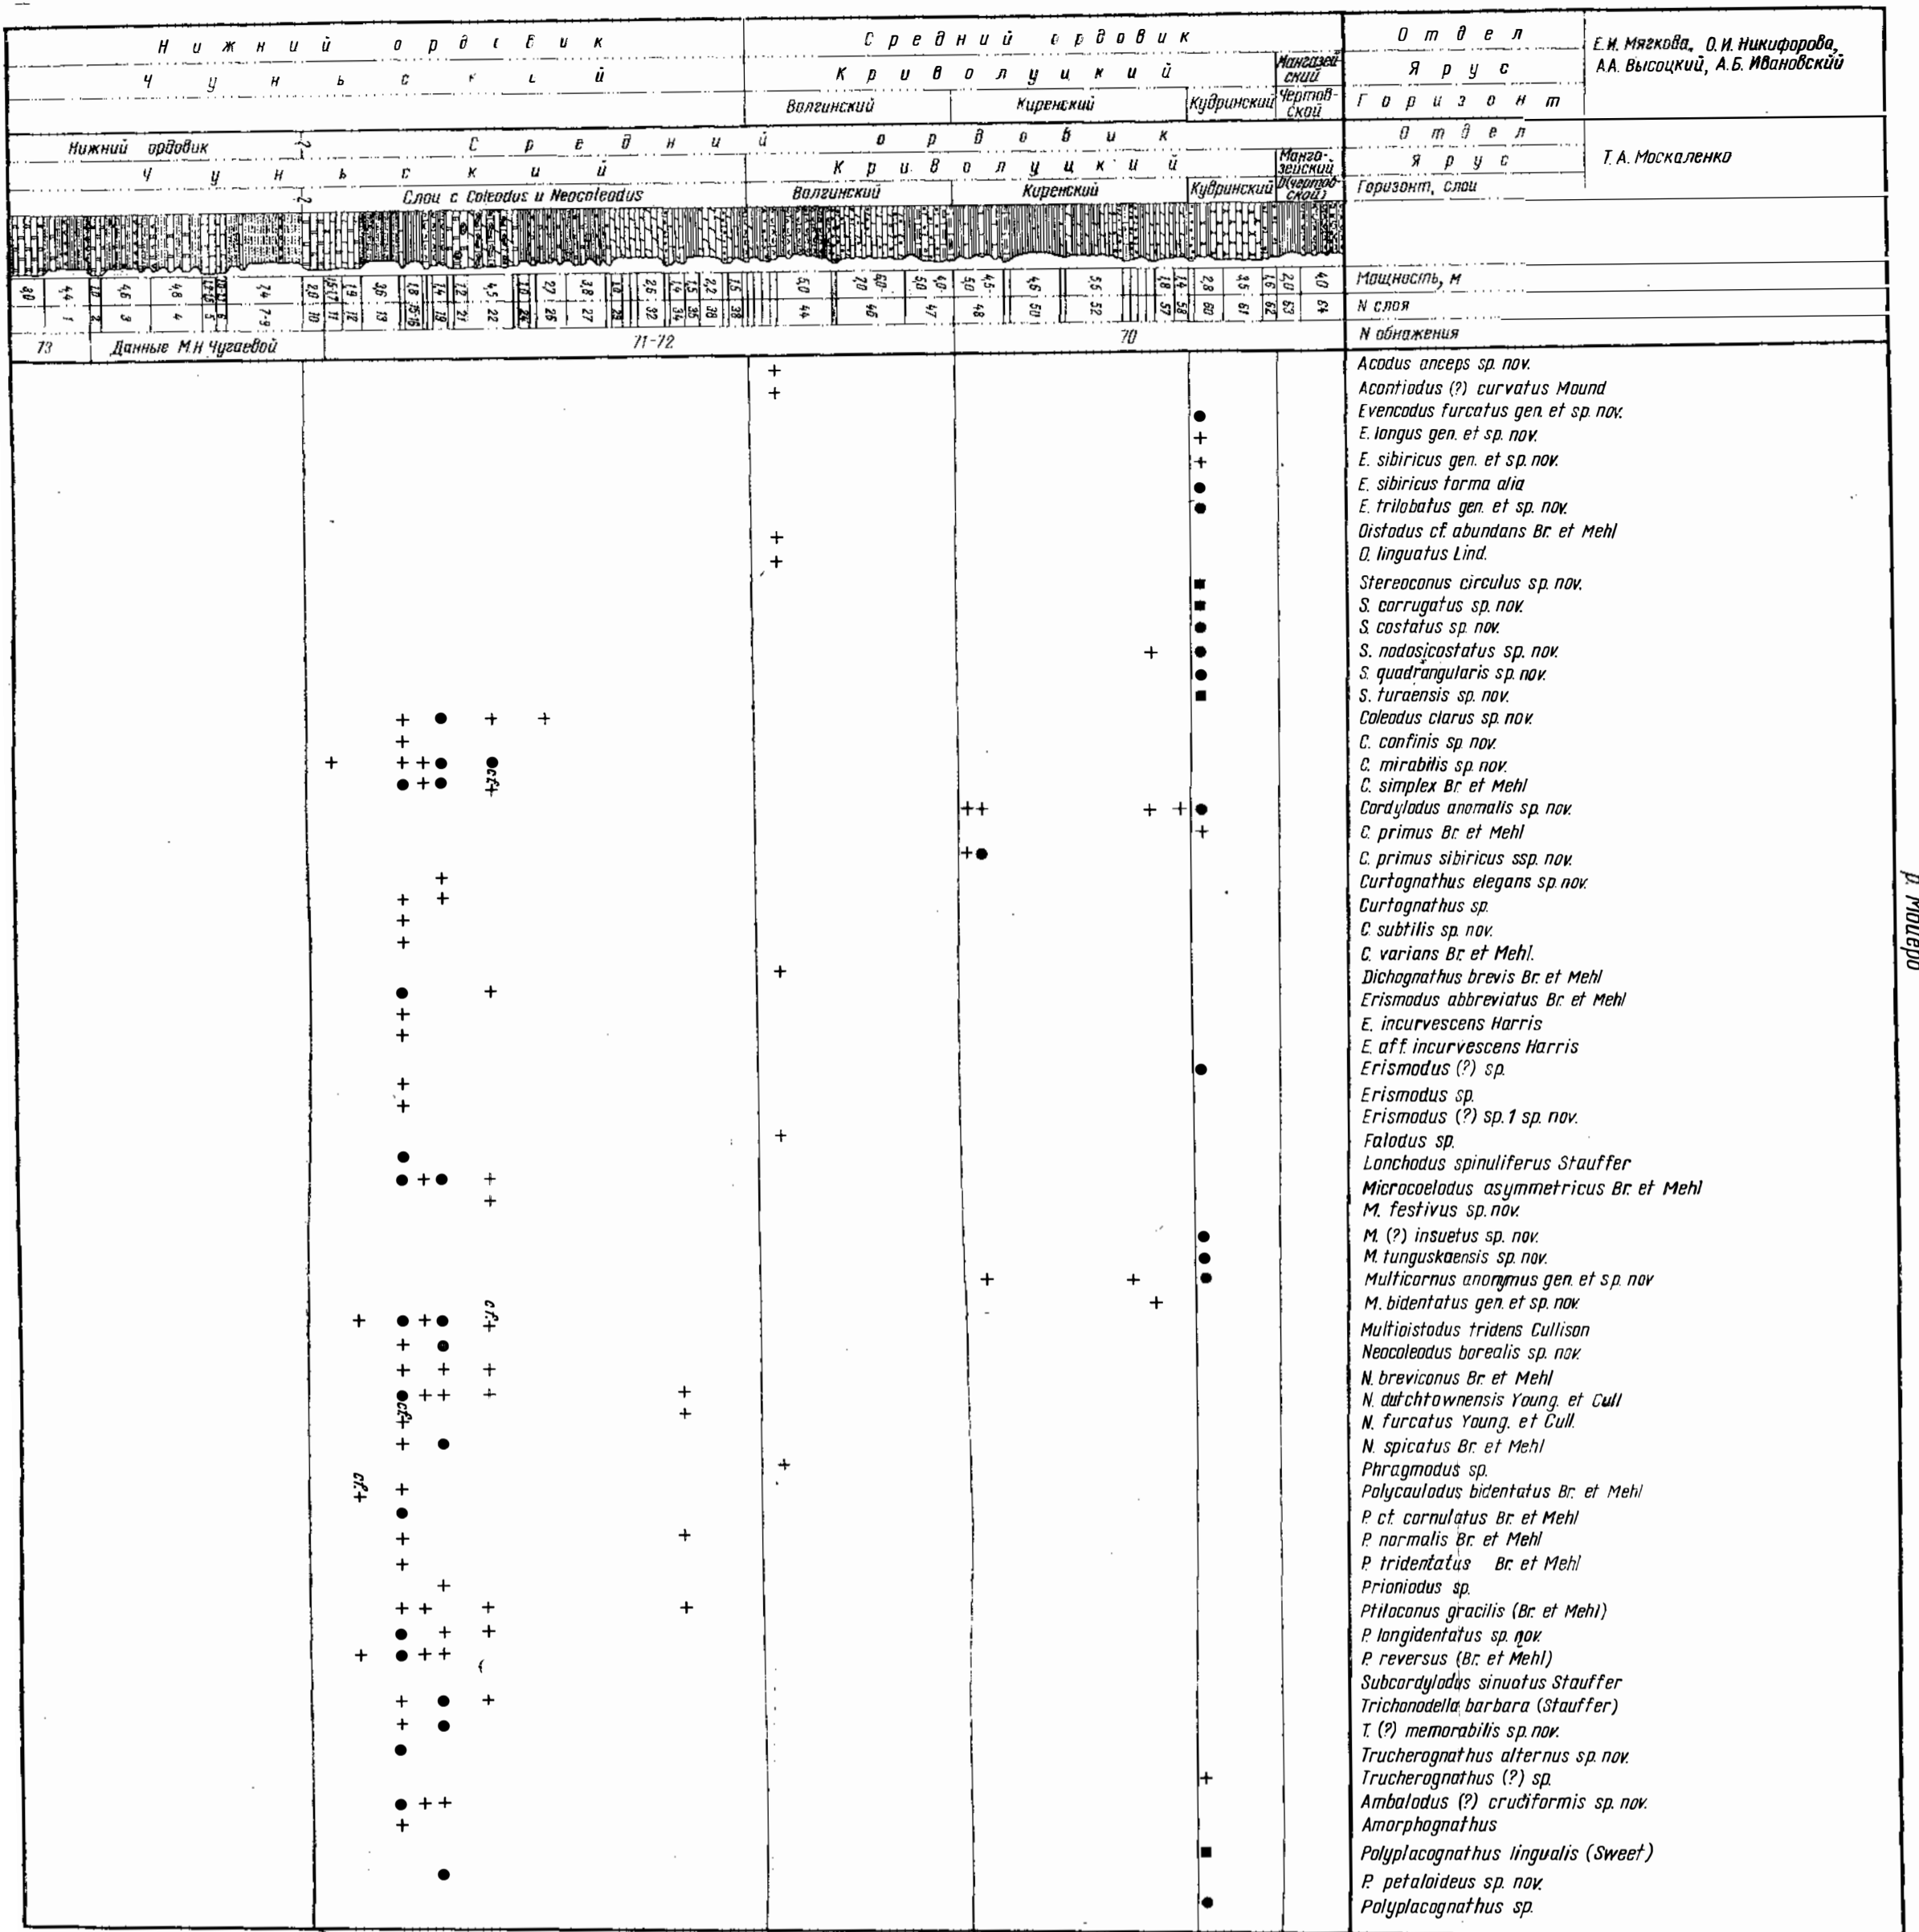 Нижний ордовик Средний ордовик Отдел Е.И. Мягкова, О.И. Никифорова,
Чуньский Криволуцкий Мангазейский Ярус А.А. Высоцкий, А.Б. Ивановский
Волгинский Киренский Кудринский Чертовской Горизонт
Нижний ордовик -?- Средний ордовик Отдел
Чуньский Криволуцкий Мангазейский Ярус Т.А. Москаленко
-?- Слои с Coleodus и Neocoleodus Волгинский Киренский Кудринский Горизонт, слои
Мощность, м
N слоя
73 Данные М.Н Чугаевой 71-72 70 N обнажения
Acodus anceps sp. nov.
Acontiodus (?) curvatus Mound
Evencodus furcatus gen. et sp. nov.
E. longus gen. et sp. nov.
E. sibiricus gen. et sp. nov.
E. sibiricus forma alia
E. trilobatus gen. et sp. nov.
Oistodus cf. abundans Br. et Mehl
O. linguatus Lind.
Stereoconus circulus sp. nov.
S. corrugatus sp. nov.
S. costatus sp. nov.
S. nodosicostatus sp. nov.
S. quadrangularis sp. nov.
S. turaensis sp. nov.
Coleodus clarus sp. nov.
C. confinis sp. nov.
C. mirabilis sp. nov.
cf.
C. simplex Br. et Mehl
Cordylodus anomalis sp. nov.
C. primus Br. et Mehl
C. primus sibiricus ssp. nov.
Curtognathus elegans sp. nov.
Curtognathus sp.
C. subtilis sp. nov.
C. varians Br. et Mehl.
Dichognathus brevis Br. et Mehl
Erismodus abbreviatus Br. et Mehl
E. incurvescens Harris
E. aff. incurvescens Harris
Erismodus (?) sp.
Erismodus sp.
Erismodus (?) sp. 1 sp. nov.
Falodus sp.
Lonchodus spinuliferus Stauffer
Microcoelodus asymmetricus Br. et Mehl
M. festivus sp. nov.
M. (?) insuetus sp. nov.
M. tunguskaensis sp. nov.
Multicornus anonymus gen. et sp. nov
M. bidentatus gen. et sp. nov.
cf.
Multioistodus tridens Cullison
Neocoleodus borealis sp. nov.
N. breviconus Br. et Mehl
N. dutchtownensis Young. et Cull
cf.
N. furcatus Young. et Cull.
N. spicatus Br. et Mehl
Phragmodus sp.
cf.
Polycaulodus bidentatus Br. et Mehl
P. cf. cornulatus Br. et Mehl
P. normalis Br. et Mehl
P. tridentatus Br. et Mehl
Prioniodus sp.
Ptiloconus gracilis (Br. et Mehl)
P. longidentatus sp. nov.
P. reversus (Br. et Mehl)
Subcordylodus sinuatus Stauffer
Trichonodella barbara (Stauffer)
T. (?) memorabilis sp. nov.
Trucherognathus alternus sp. nov.
Trucherognathus (?) sp.
Ambalodus (?) cruciformis sp. nov.
Amorphognathus
Polyplacognathus lingualis (Sweet)
P. petaloideus sp. nov.
Polyplacognathus sp.
р. Мойеро